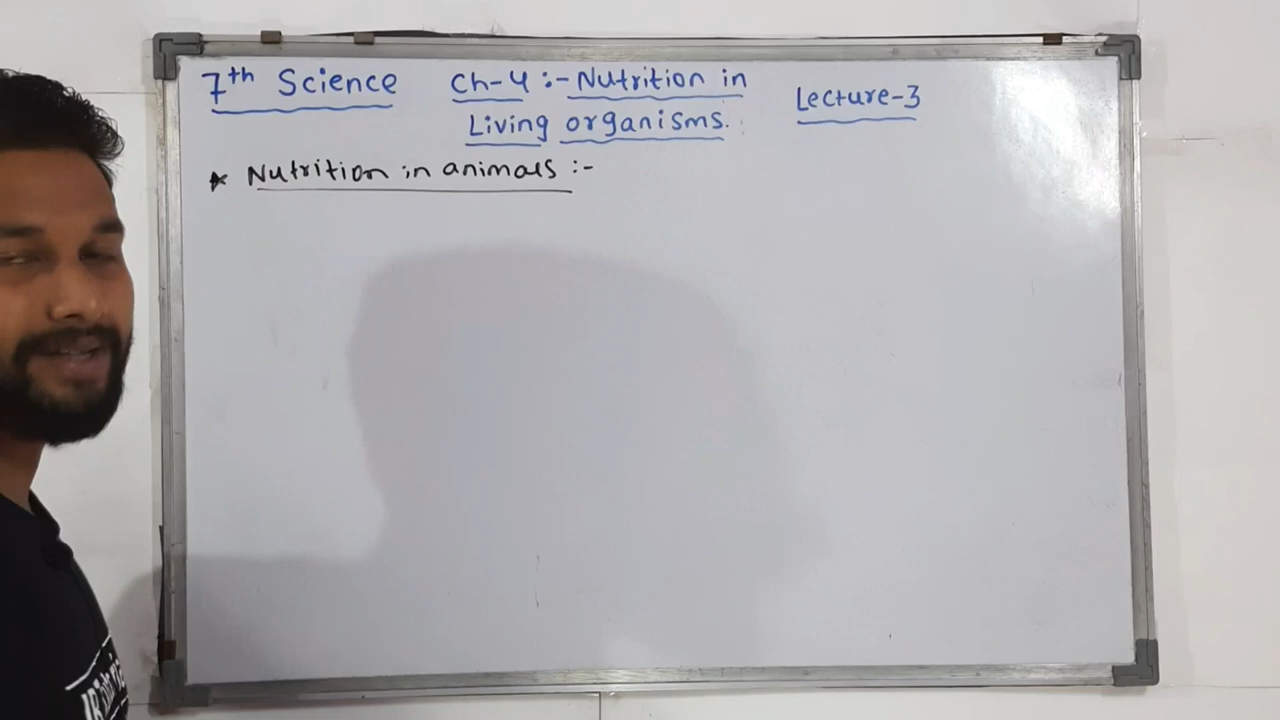 7th Science Ch-4 :- Nutrition in Living organisms. Lecture-3
* Nutrition in animals :-